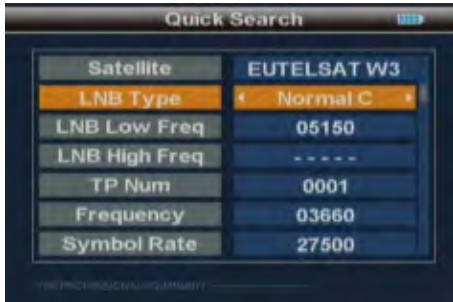 Quick Search
Satellite EUTELSAT W3
LNB Type Normal C
LNB Low Freq 05150
LNB High Freq - - - - -
TP Num 0001
Frequency 03660
Symbol Rate 27500